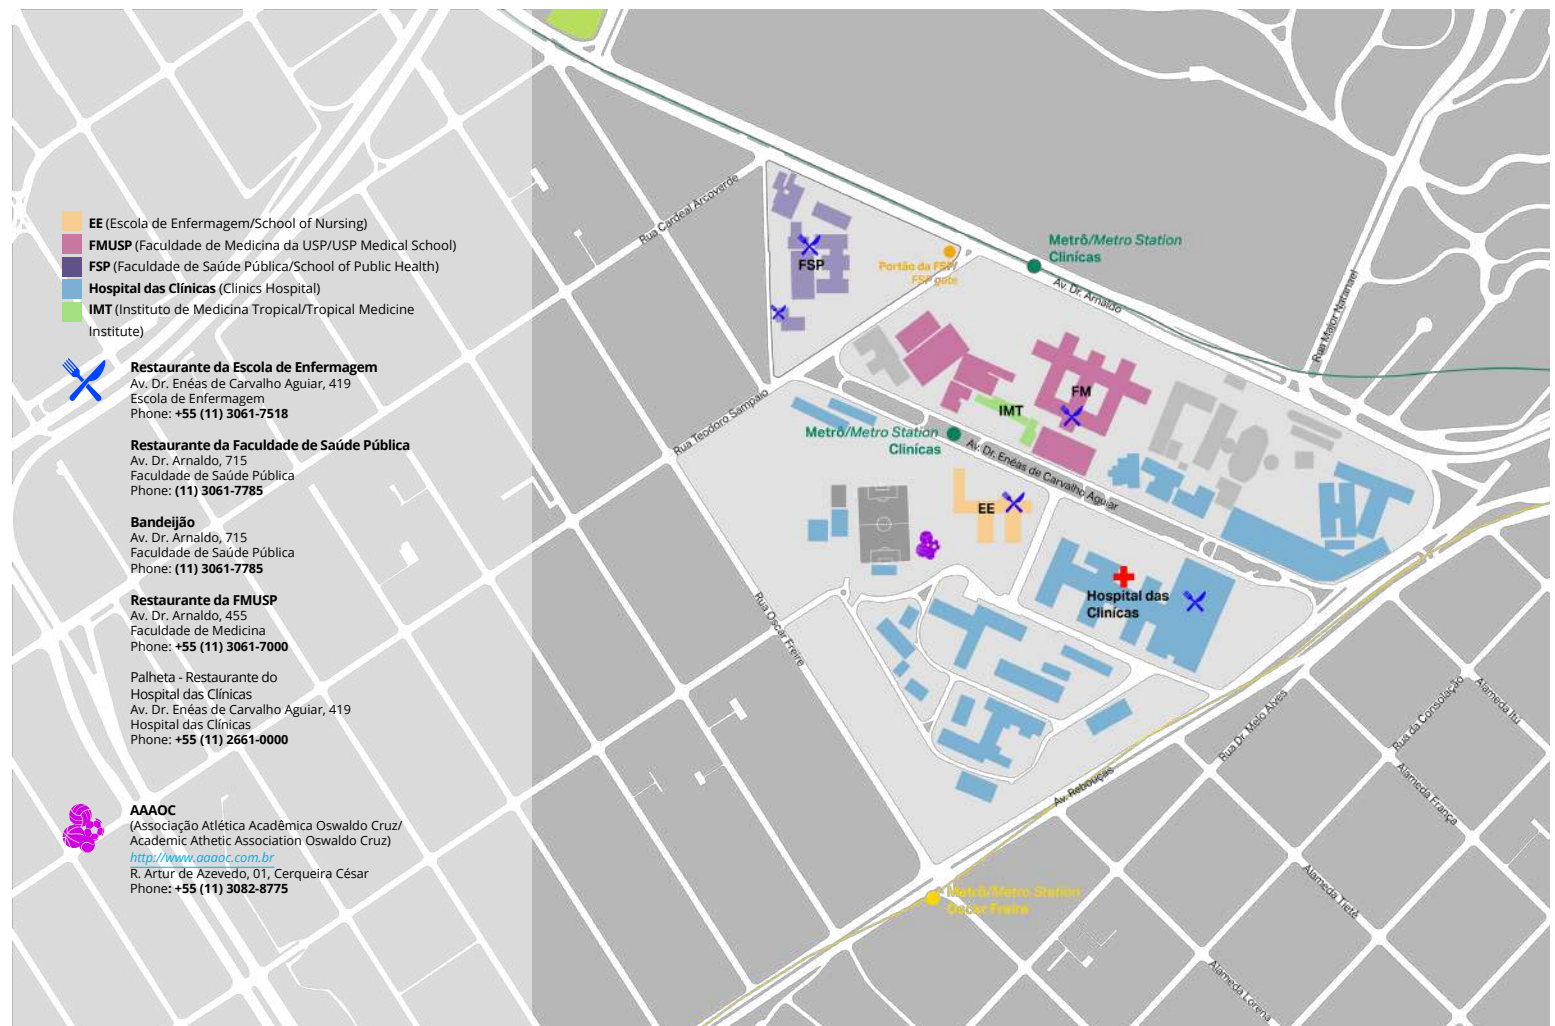 EE (Escola de Enfermagem/School of Nursing)
FMUSP (Faculdade de Medicina da USP/USP Medical School)
FSP (Faculdade de Saúde Pública/School of Public Health)
Hospital das Clínicas (Clinics Hospital)
IMT (Instituto de Medicina Tropical/Tropical Medicine
Institute)
Restaurante da Escola de Enfermagem
Av. Dr. Enéas de Carvalho Aguiar, 419
Escola de Enfermagem
Phone: +55 (11) 3061-7518
Restaurante da Faculdade de Saúde Pública
Av. Dr. Arnaldo, 715
Faculdade de Saúde Pública
Phone: (11) 3061-7785
Bandeijão
Av. Dr. Arnaldo, 715
Faculdade de Saúde Pública
Phone: (11) 3061-7785
Restaurante da FMUSP
Av. Dr. Arnaldo, 455
Faculdade de Medicina
Phone: +55 (11) 3061-7000
Palheta - Restaurante do
Hospital das Clínicas
Av. Dr. Enéas de Carvalho Aguiar, 419
Hospital das Clínicas
Phone: +55 (11) 2661-0000
AAAOC
(Associação Atlética Acadêmica Oswaldo Cruz/
Academic Athetic Association Oswaldo Cruz)
http://www.aaaoc.com.br
R. Artur de Azevedo, 01, Cerqueira César
Phone: +55 (11) 3082-8775
Rua Cardeal Arcoverde
FSP
Portão da FSP/
FSP gate
Metrô/Metro Station
Clínicas
Av. Dr. Arnaldo
Rua Major Natanael
FM
IMT
Rua Teodoro Sampaio
Metrô/Metro Station
Clínicas
Av. Dr. Enéas de Carvalho Aguiar
EE
Hospital das
Clínicas
Rua Oscar Freire
Av. Rebouças
Rua Dr. Melo Alves
Rua da Consolação
Alameda Itu
Alameda França
Alameda Tietê
Alameda Lorena
Metrô/Metro Station
Oscar Freire